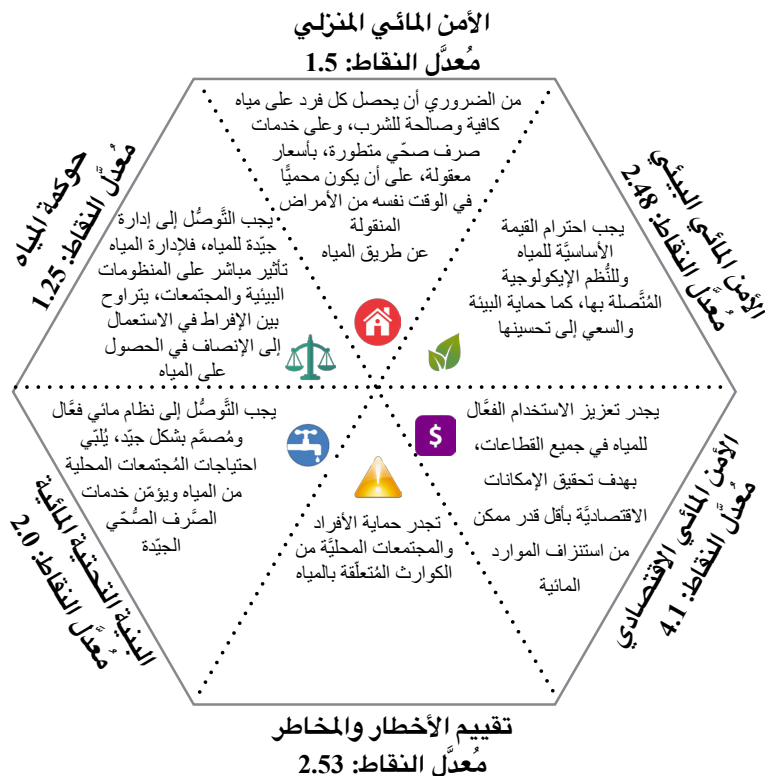 الأمن المائي المنزلي
مُعدَّل النقاط: 1.5
من الضروري أن يحصل كل فرد على مياه
كافية وصالحة للشرب، وعلى خدمات
صرف صحّي متطورة، بأسعار
معقولة، على أن يكون محميًّا
في الوقت نفسه من الأمراض
المنقولة
عن طريق المياه
الأمن المائي البيئي
مُعدَّل النقاط: 2.48
يجب احترام القيمة
الأساسيَّة للمياه
وللنُّظم الإيكولوجية
المُتَّصلة بها، كما حماية البيئة
والسعي إلى تحسينها
الأمن المائي الاقتصادي
مُعدَّل النقاط: 4.1
يجدر تعزيز الاستخدام الفعَّال
للمياه في جميع القطاعات،
بهدف تحقيق الإمكانات
الاقتصاديَّة بأقل قدر ممكن
من استنزاف الموارد
المائية
$
تجدر حماية الأفراد
والمجتمعات المحليَّة من
الكوارث المُتعلّقة بالمياه
تقييم الأخطار والمخاطر
مُعدَّل النقاط: 2.53
البنية التحتية المائية
مُعدَّل النقاط: 2.0
يجب التَّوصُّل إلى نظام مائي فعَّال
ومُصمَّم بشكل جيّد، يُلبّي
احتياجات المُجتمعات المحلية
من المياه ويؤمّن خدمات
الصَّرف الصُّحّي
الجيّدة
حوكمة المياه
مُعدَّل النقاط: 1.25
يجب التَّوصُّل إلى إدارة
جيّدة للمياه، فلإدارة المياه
تأثير مباشر على المنظومات
البيئية والمجتمعات، يتراوح
بين الإفراط في الاستعمال
إلى الإنصاف في الحصول
على المياه